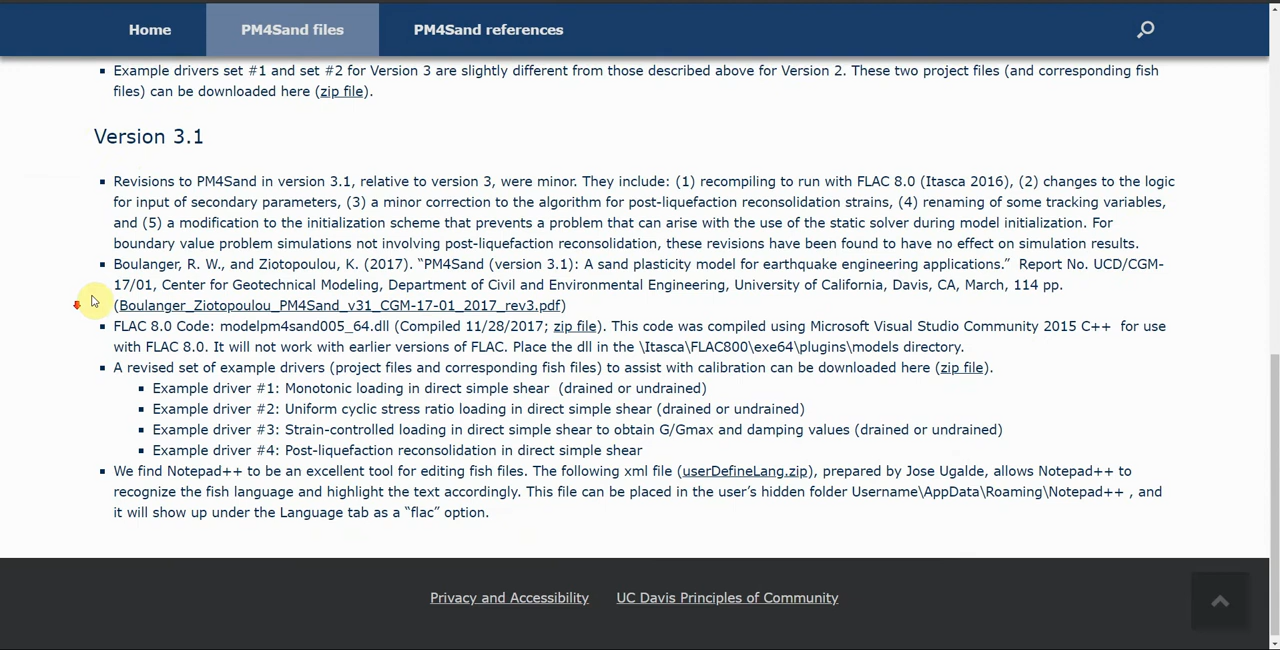 Home PM4Sand files PM4Sand references
Example drivers set #1 and set #2 for Version 3 are slightly different from those described above for Version 2. These two project files (and corresponding fish
files) can be downloaded here (zip file).
Version 3.1
Revisions to PM4Sand in version 3.1, relative to version 3, were minor. They include: (1) recompiling to run with FLAC 8.0 (Itasca 2016), (2) changes to the logic
for input of secondary parameters, (3) a minor correction to the algorithm for post-liquefaction reconsolidation strains, (4) renaming of some tracking variables,
and (5) a modification to the initialization scheme that prevents a problem that can arise with the use of the static solver during model initialization. For
boundary value problem simulations not involving post-liquefaction reconsolidation, these revisions have been found to have no effect on simulation results.
Boulanger, R. W., and Ziotopoulou, K. (2017). “PM4Sand (version 3.1): A sand plasticity model for earthquake engineering applications.” Report No. UCD/CGM-
17/01, Center for Geotechnical Modeling, Department of Civil and Environmental Engineering, University of California, Davis, CA, March, 114 pp.
(Boulanger_Ziotopoulou_PM4Sand_v31_CGM-17-01_2017_rev3.pdf)
FLAC 8.0 Code: modelpm4sand005_64.dll (Compiled 11/28/2017; zip file). This code was compiled using Microsoft Visual Studio Community 2015 C++ for use
with FLAC 8.0. It will not work with earlier versions of FLAC. Place the dll in the \Itasca\FLAC800\exe64\plugins\models directory.
A revised set of example drivers (project files and corresponding fish files) to assist with calibration can be downloaded here (zip file).
Example driver #1: Monotonic loading in direct simple shear (drained or undrained)
Example driver #2: Uniform cyclic stress ratio loading in direct simple shear (drained or undrained)
Example driver #3: Strain-controlled loading in direct simple shear to obtain G/Gmax and damping values (drained or undrained)
Example driver #4: Post-liquefaction reconsolidation in direct simple shear
We find Notepad++ to be an excellent tool for editing fish files. The following xml file (userDefineLang.zip), prepared by Jose Ugalde, allows Notepad++ to
recognize the fish language and highlight the text accordingly. This file can be placed in the user’s hidden folder Username\AppData\Roaming\Notepad++ , and
it will show up under the Language tab as a “flac” option.
Privacy and Accessibility UC Davis Principles of Community